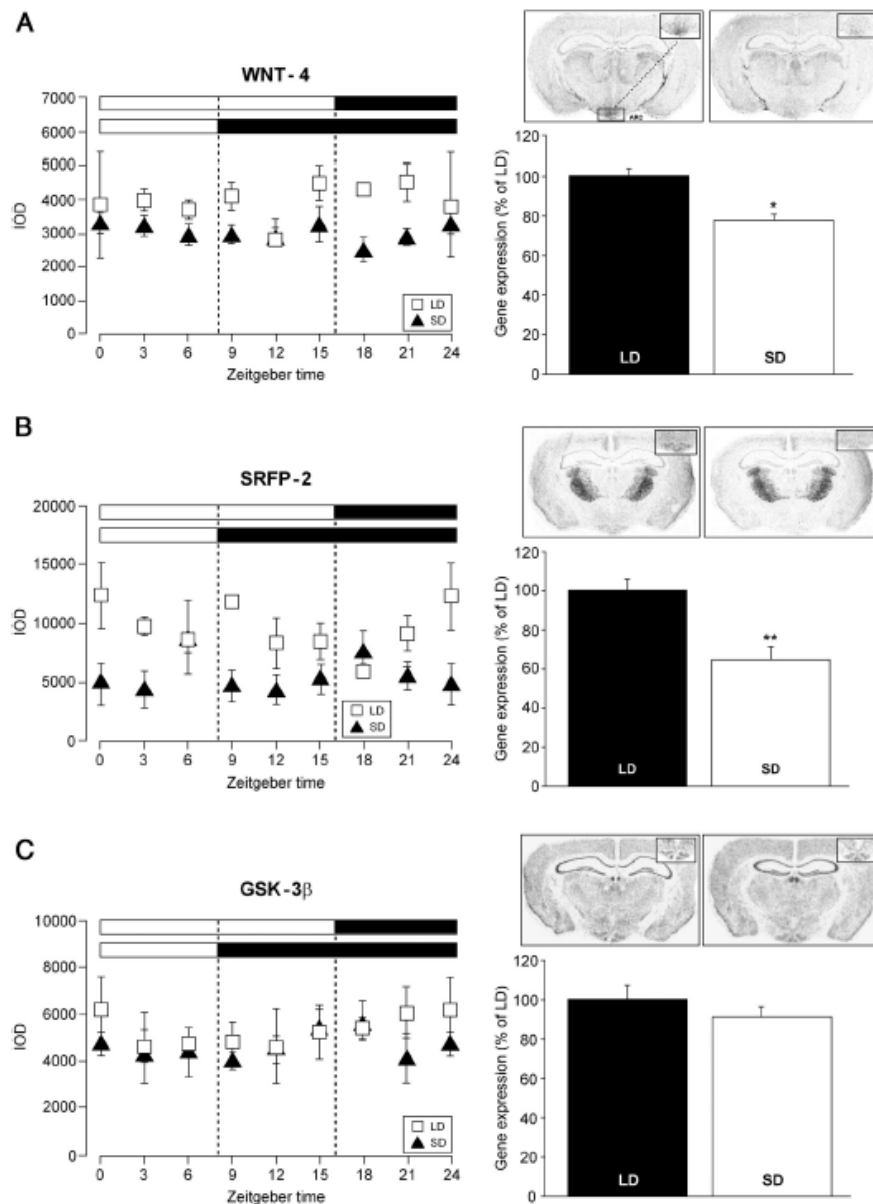 A
WNT-4
7000
6000
5000
4000
3000
2000
1000
0
IOD
LD
SD
0 3 6 9 12 15 18 21 24
Zeitgeber time
ARC
120
100
80
60
40
20
0
Gene expression (% of LD)
*
LD SD
B
SRFP-2
20000
15000
10000
5000
0
IOD
LD
SD
0 3 6 9 12 15 18 21 24
Zeitgeber time
120
100
80
60
40
20
0
Gene expression (% of LD)
**
LD SD
C
GSK-3β
10000
8000
6000
4000
2000
0
IOD
LD
SD
0 3 6 9 12 15 18 21 24
Zeitgeber time
120
100
80
60
40
20
0
Gene expression (% of LD)
LD SD